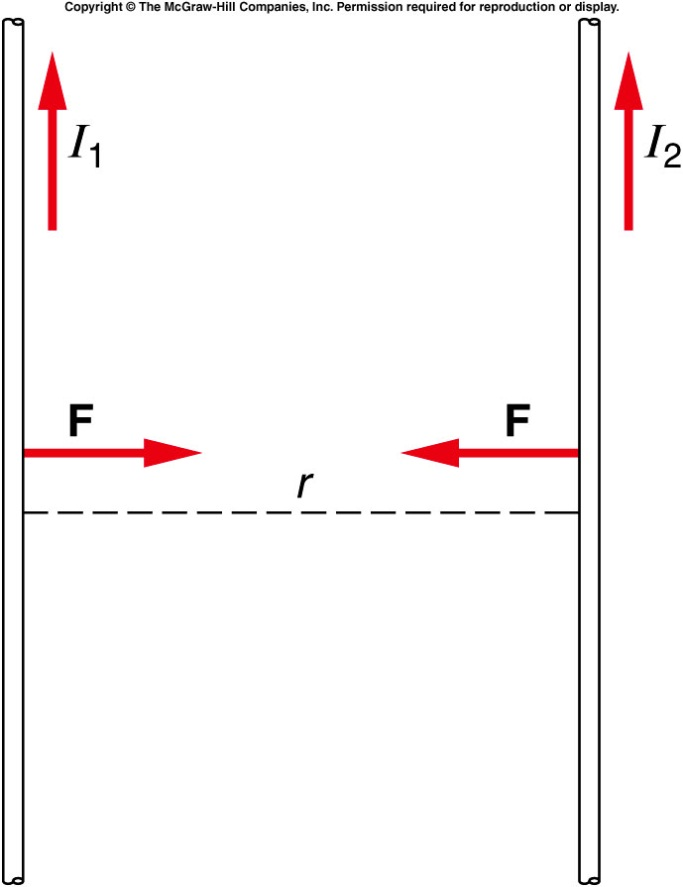 Copyright © The McGraw-Hill Companies, Inc. Permission required for reproduction or display.
I₁
I₂
F
F
r